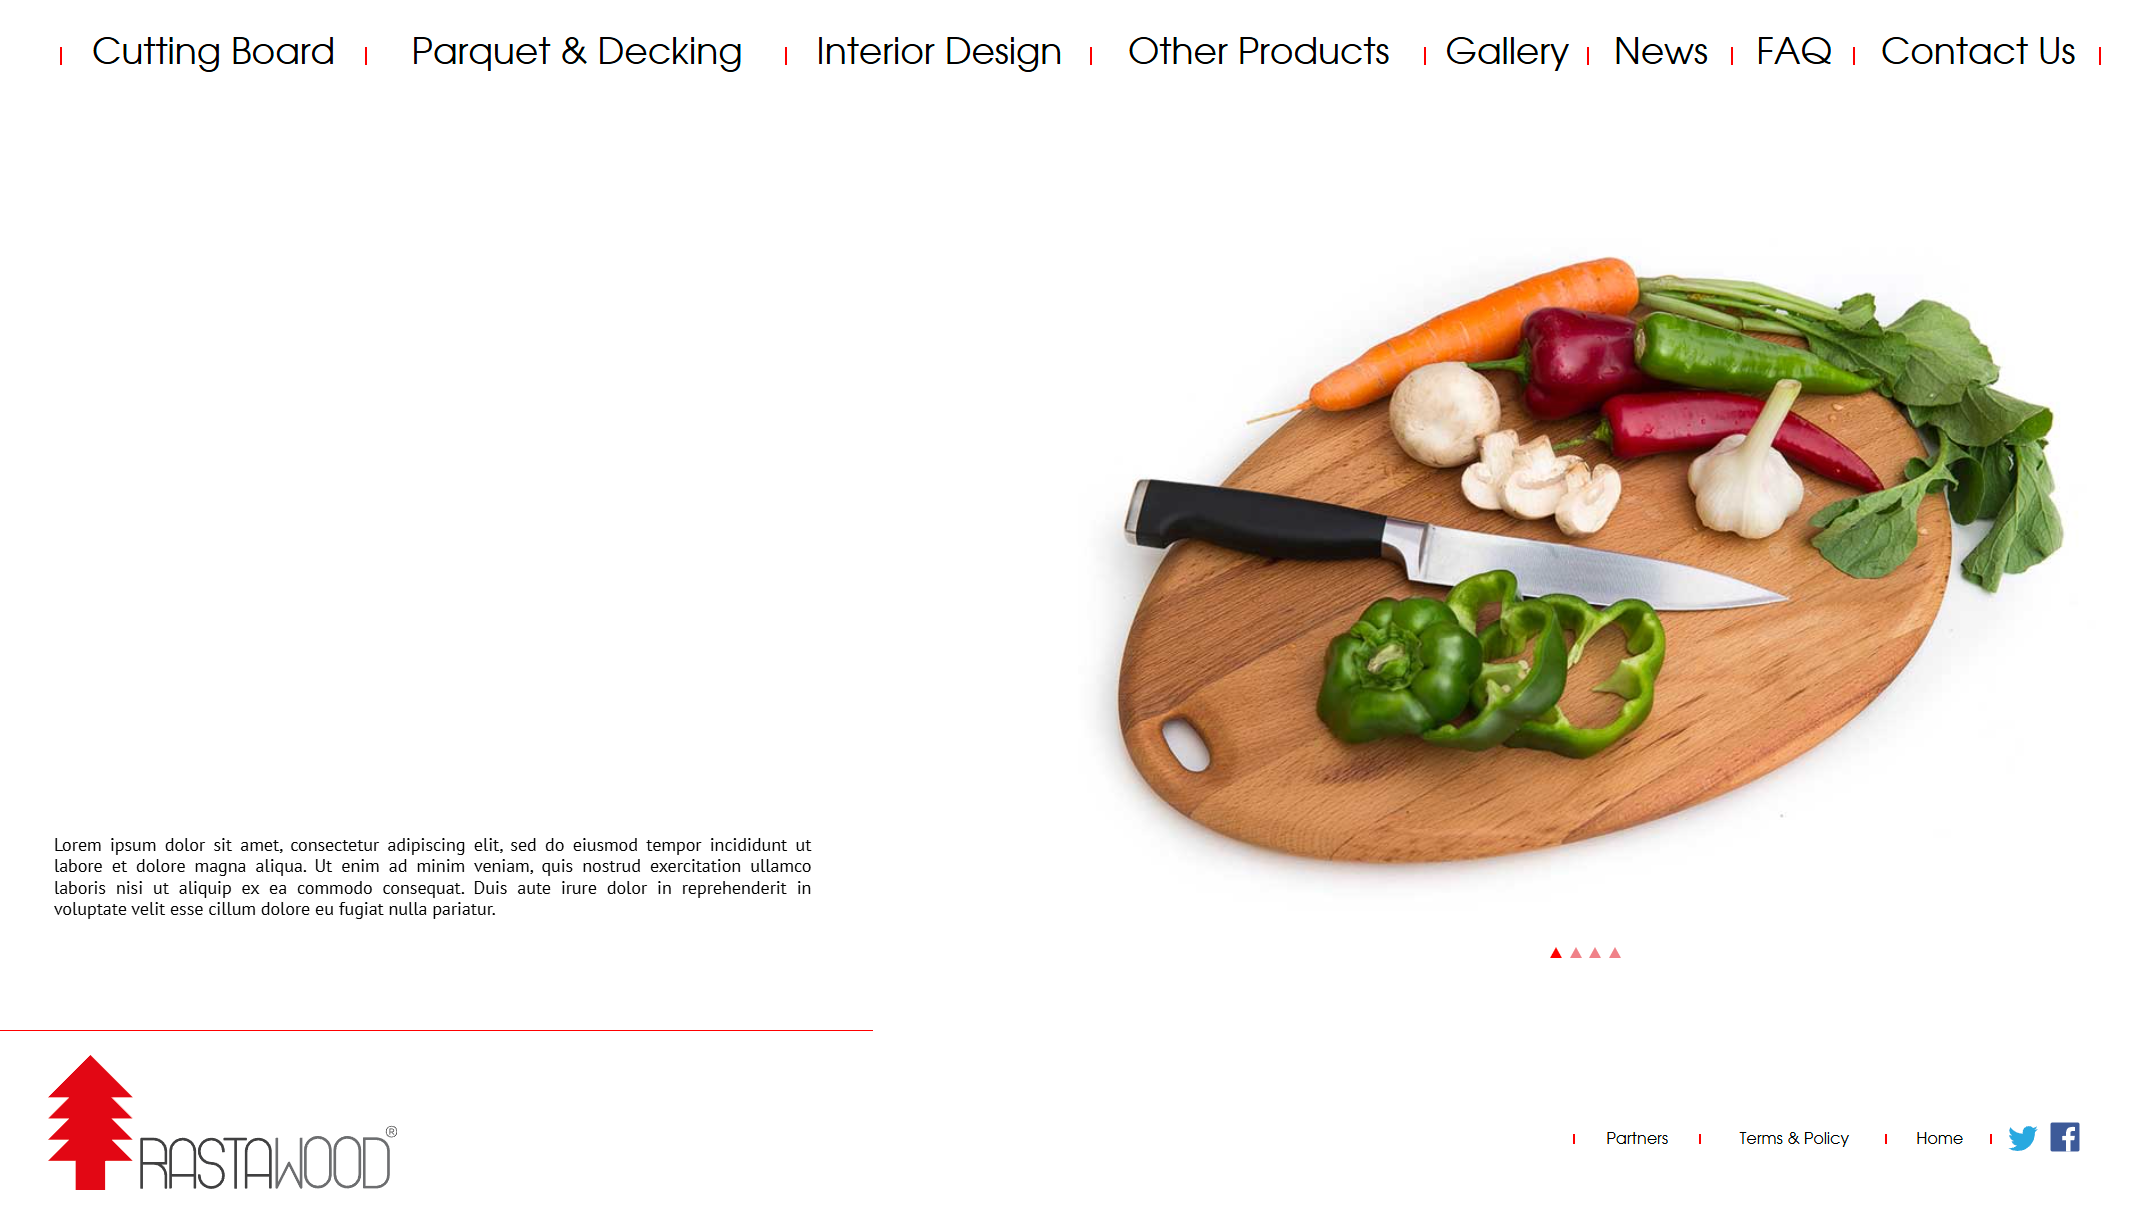 Cutting Board Parquet & Decking Interior Design Other Products Gallery News FAQ Contact Us
Lorem ipsum dolor sit amet, consectetur adipiscing elit, sed do eiusmod tempor incididunt ut
labore et dolore magna aliqua. Ut enim ad minim veniam, quis nostrud exercitation ullamco
laboris nisi ut aliquip ex ea commodo consequat. Duis aute irure dolor in reprehenderit in
voluptate velit esse cillum dolore eu fugiat nulla pariatur.
RASTAWOOD®
Partners Terms & Policy Home